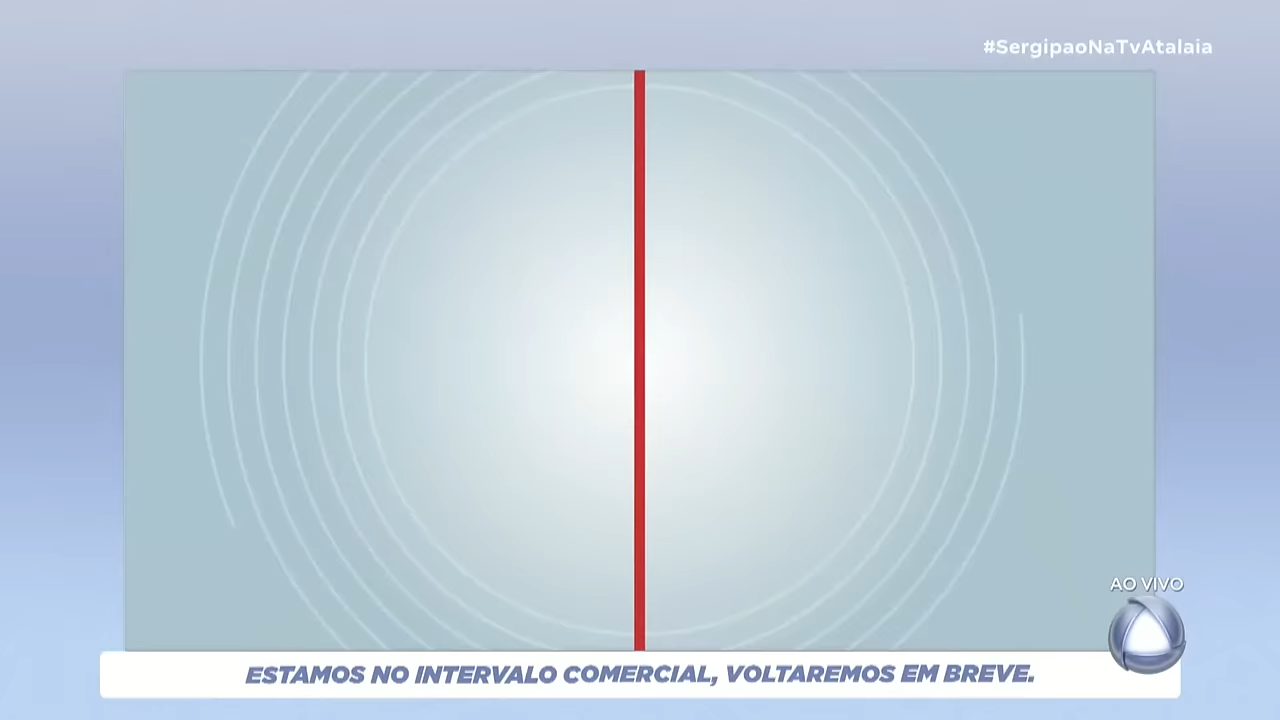 #SergipaoNaTvAtalaia
AO VIVO
ESTAMOS NO INTERVALO COMERCIAL, VOLTAREMOS EM BREVE.